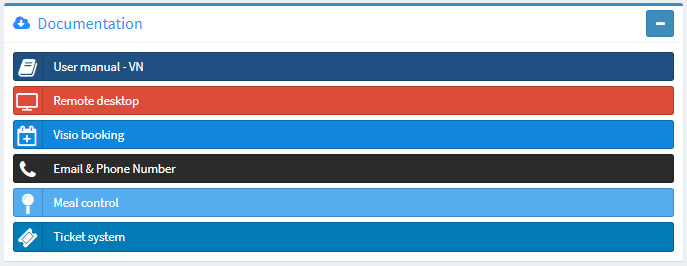 Documentation
User manual - VN
Remote desktop
Visio booking
Email & Phone Number
Meal control
Ticket system